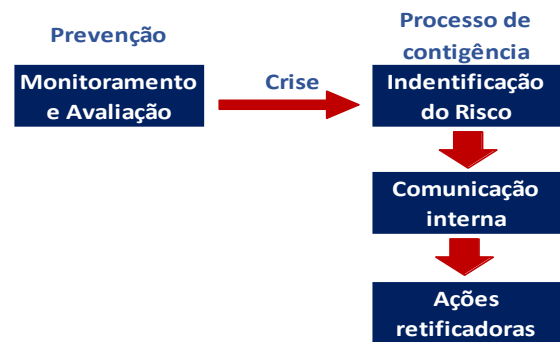 Prevenção
Monitoramento
e Avaliação
Crise
Processo de
contigência
Indentificação
do Risco
Comunicação
interna
Ações
retificadoras